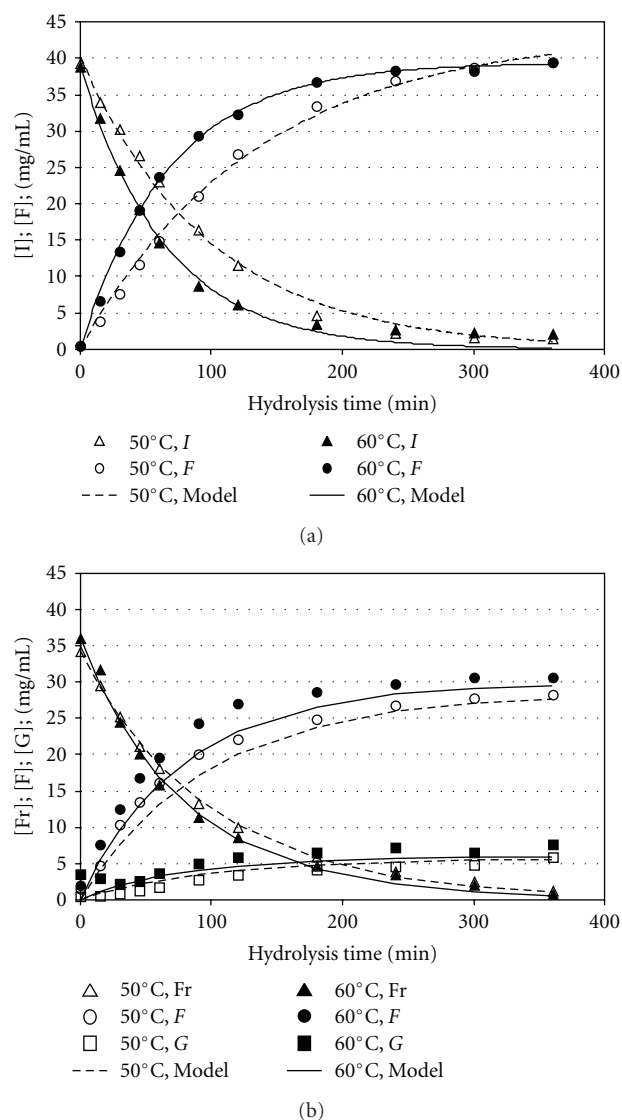 45
40
35
30
25
20
15
10
5
0
[I]; [F]; (mg/mL)
0 100 200 300 400
Hydrolysis time (min)
50°C, I 60°C, I
50°C, F 60°C, F
50°C, Model 60°C, Model
(a)
45
40
35
30
25
20
15
10
5
0
[Fr]; [F]; [G]; (mg/mL)
0 100 200 300 400
Hydrolysis time (min)
50°C, Fr 60°C, Fr
50°C, F 60°C, F
50°C, G 60°C, G
50°C, Model 60°C, Model
(b)